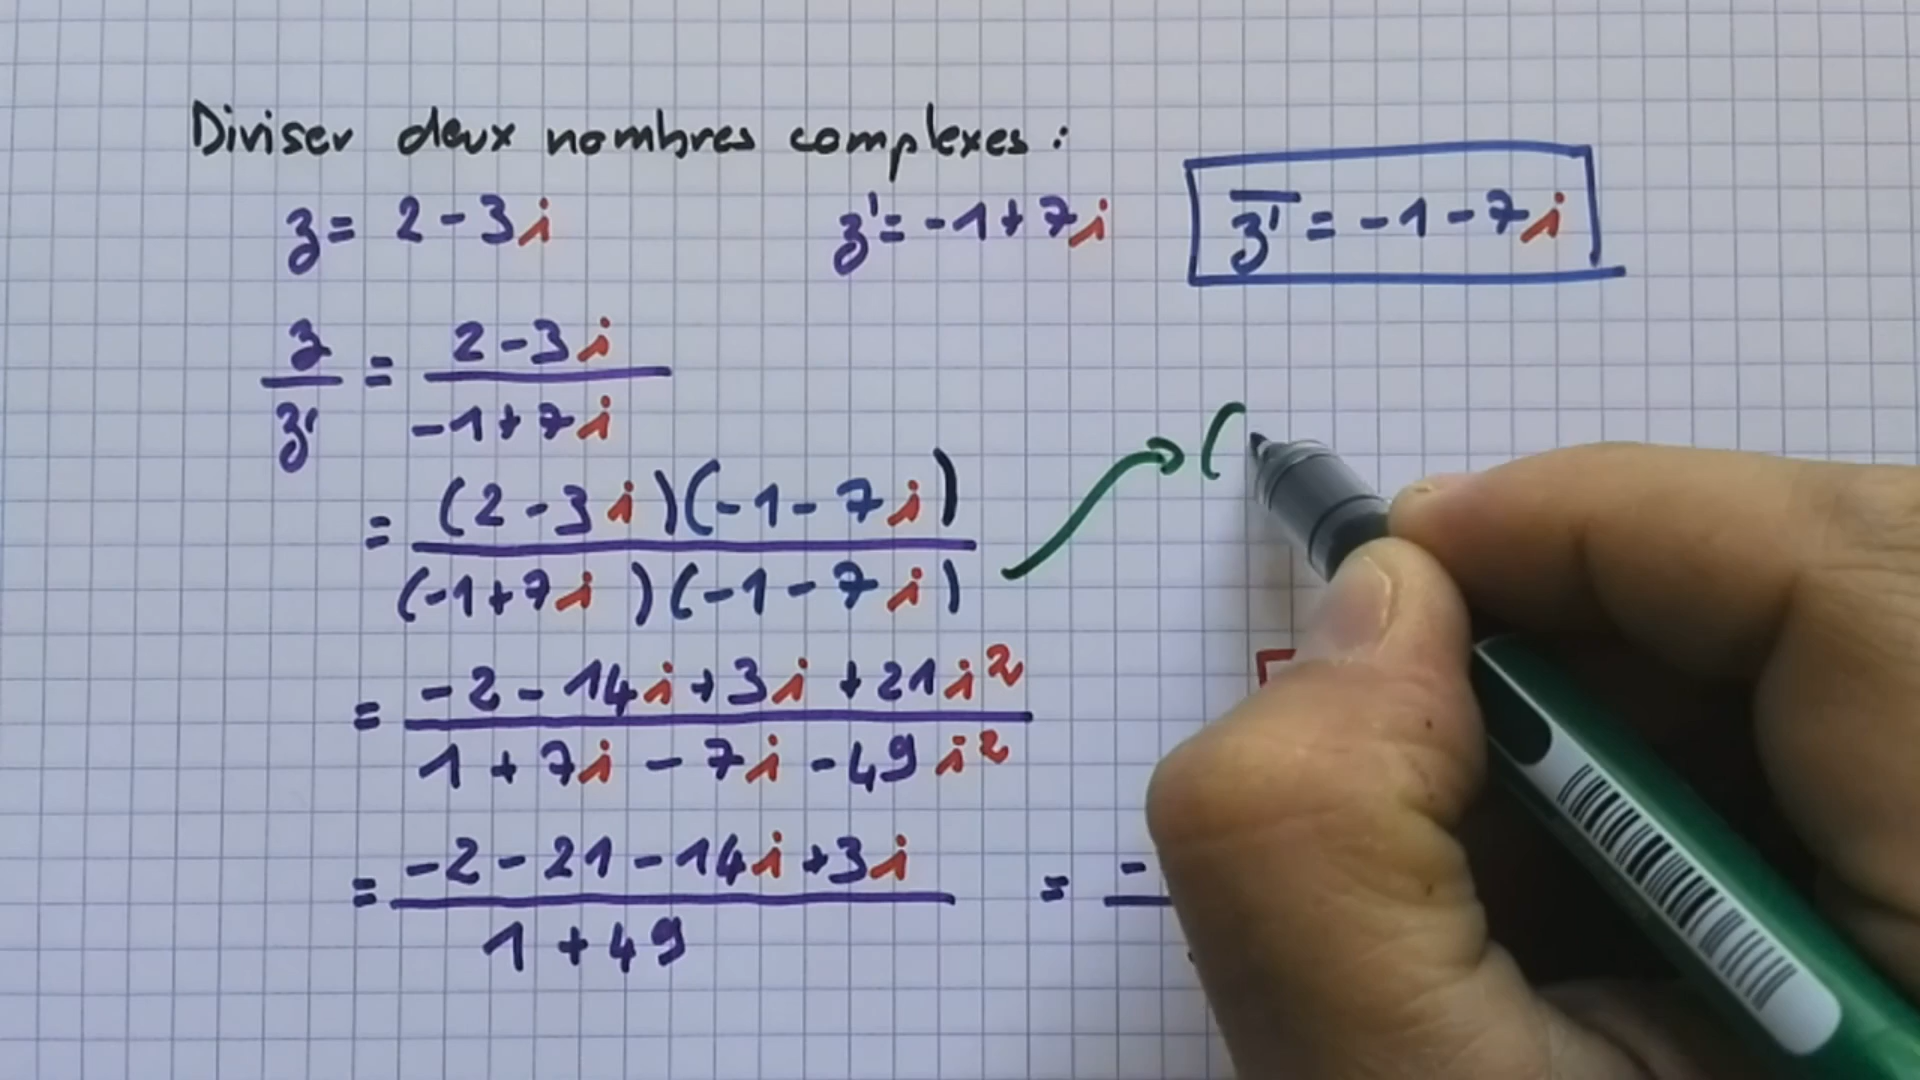 Diviser deux nombres complexes :
z = 2 - 3i z' = -1 + 7i z̅'̅ = -1 - 7i
z/z' = (2 - 3i)/(-1 + 7i)
= (2 - 3i)(-1 - 7i)
(-1 + 7i)(-1 - 7i) → (
= -2 - 14i + 3i + 21i²
1 + 7i - 7i - 49i²
= -2 - 21 - 14i + 3i = -
1 + 49